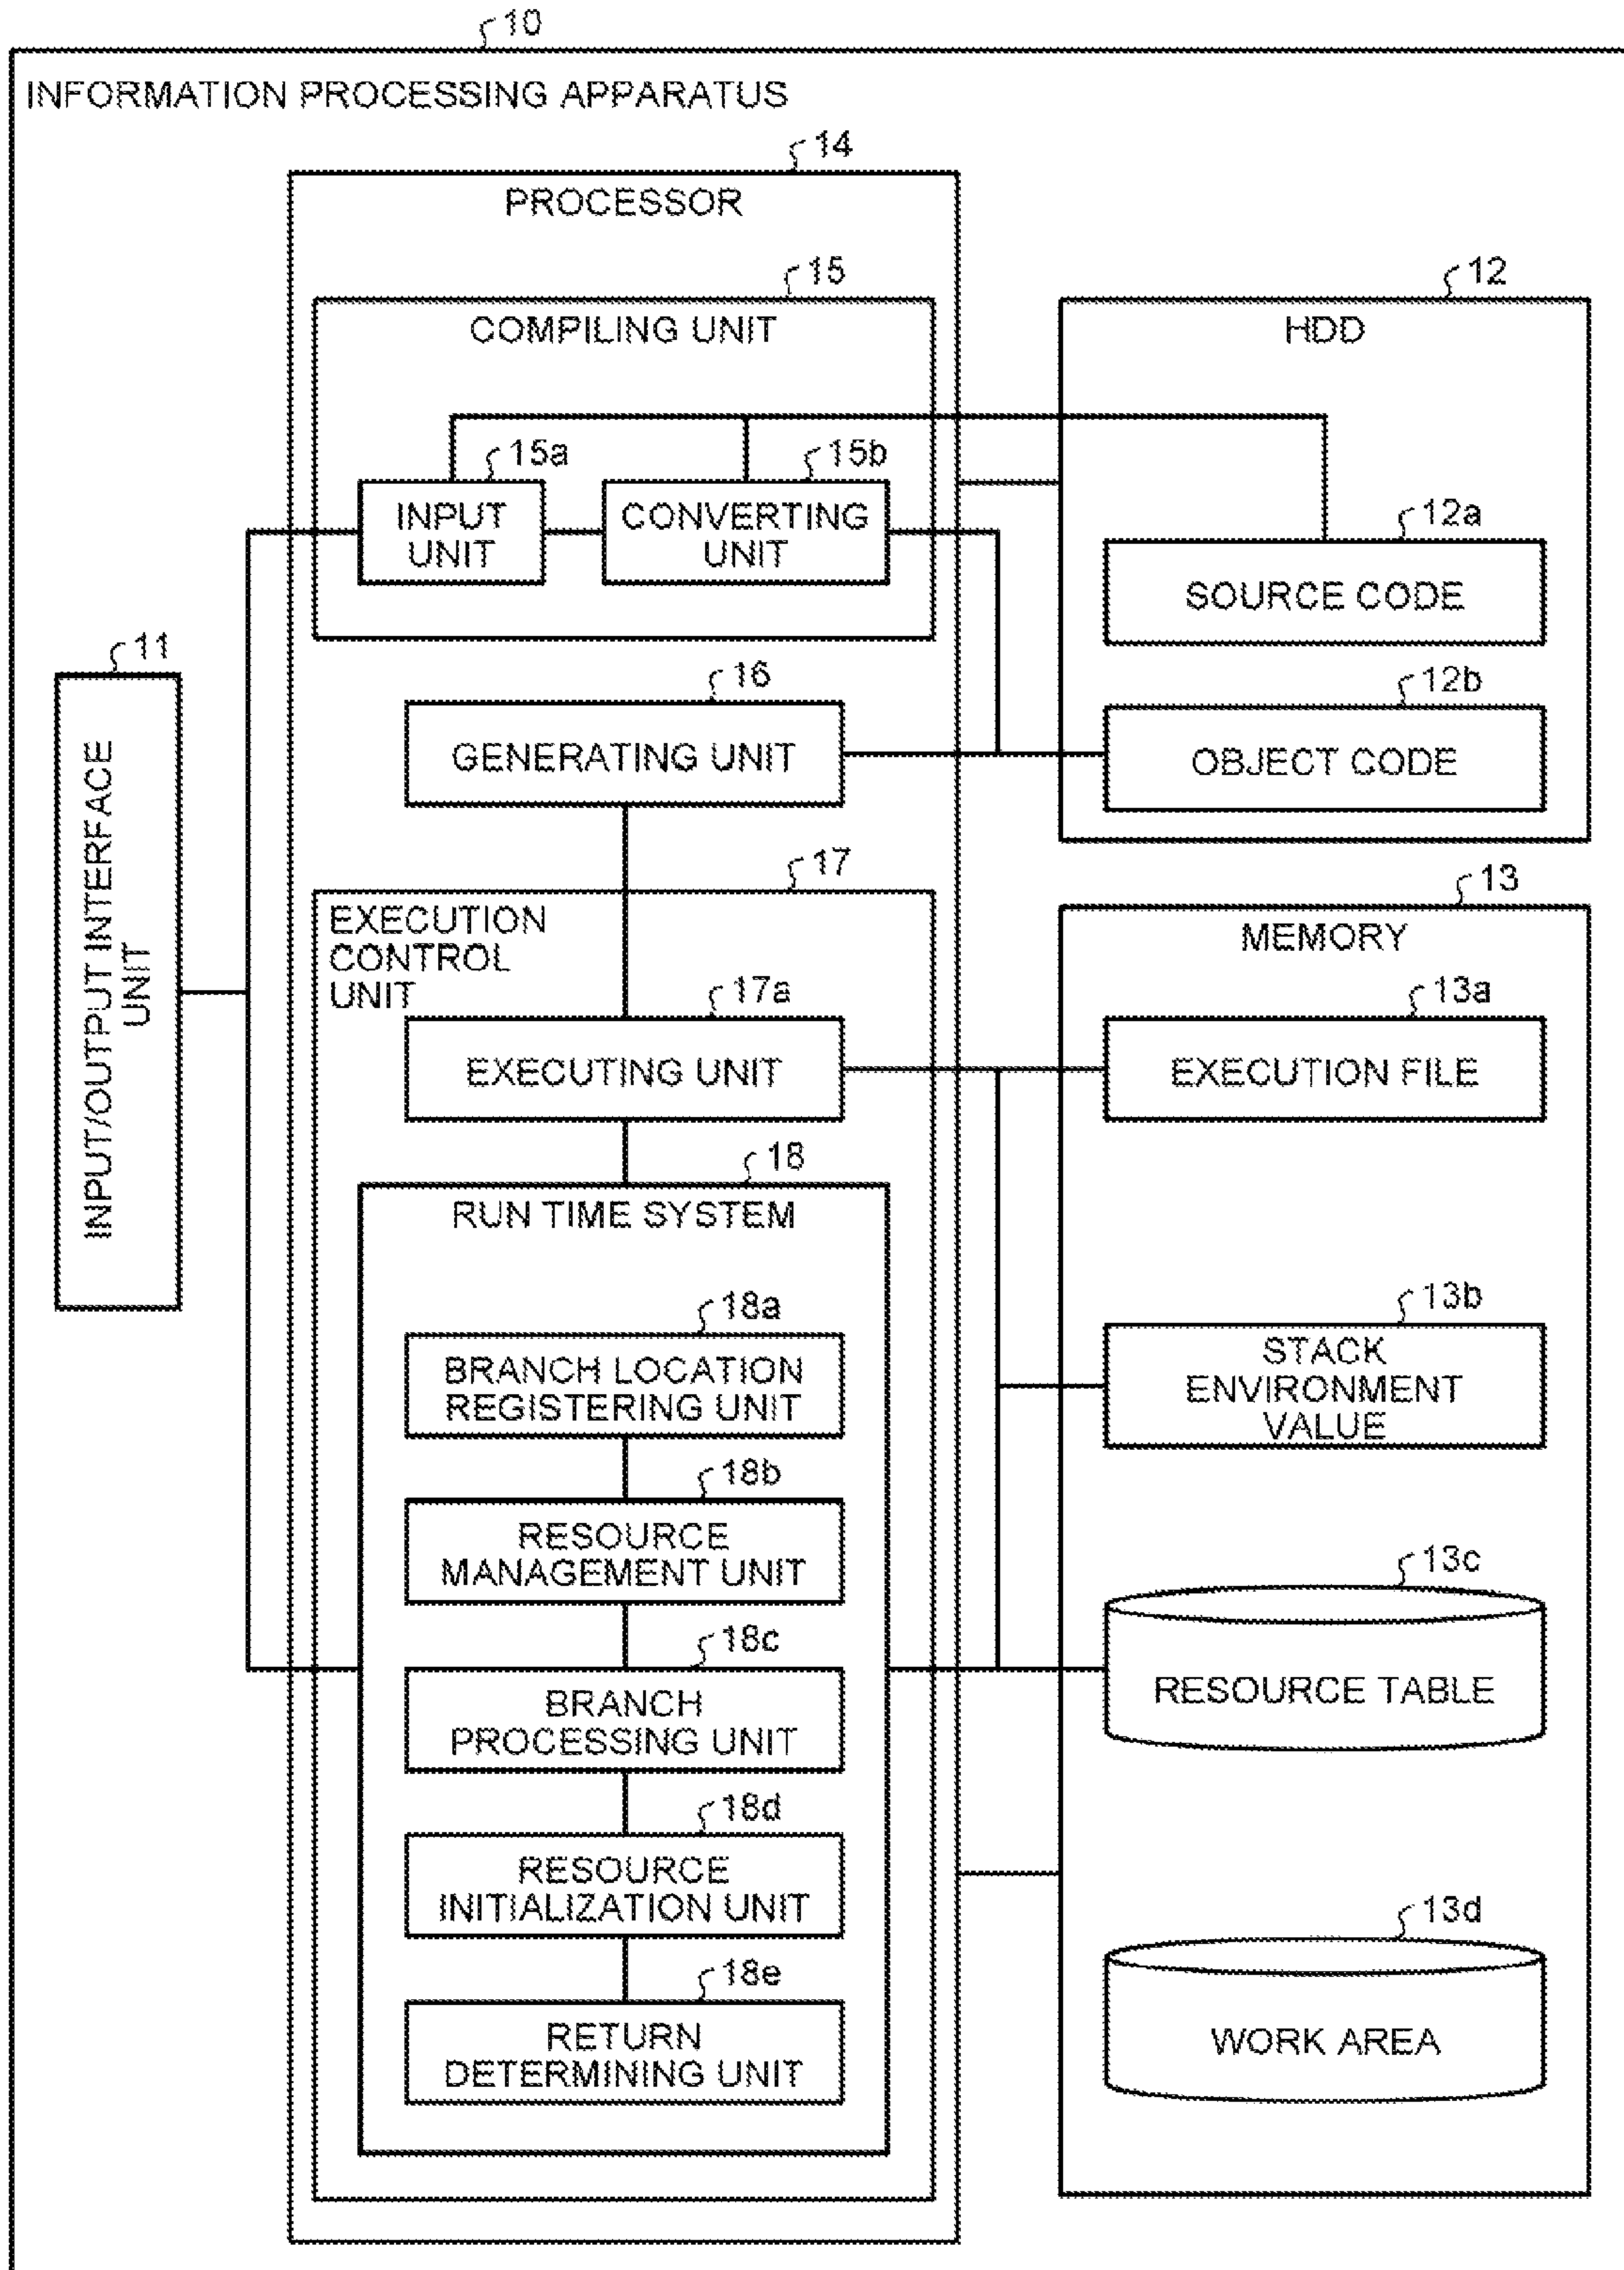 10
INFORMATION PROCESSING APPARATUS
14
PROCESSOR
15
COMPILING UNIT
15a
INPUT
UNIT
15b
CONVERTING
UNIT
12
HDD
12a
SOURCE CODE
12b
OBJECT CODE
11
INPUT/OUTPUT INTERFACE
UNIT
16
GENERATING UNIT
17
EXECUTION
CONTROL
UNIT
17a
EXECUTING UNIT
18
RUN TIME SYSTEM
18a
BRANCH LOCATION
REGISTERING UNIT
18b
RESOURCE
MANAGEMENT UNIT
18c
BRANCH
PROCESSING UNIT
18d
RESOURCE
INITIALIZATION UNIT
18e
RETURN
DETERMINING UNIT
13
MEMORY
13a
EXECUTION FILE
13b
STACK
ENVIRONMENT
VALUE
13c
RESOURCE TABLE
13d
WORK AREA